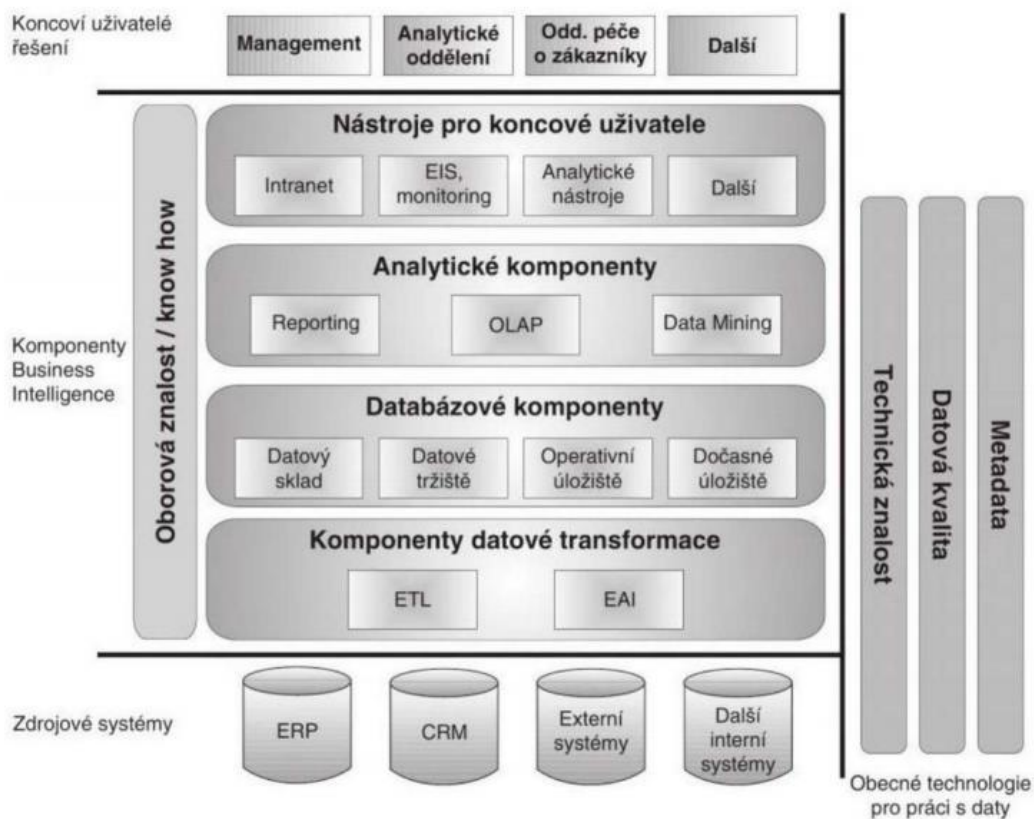 Koncoví uživatelé
řešení
Management
Analytické
oddělení
Odd. péče
o zákazníky
Další
Komponenty
Business
Intelligence
Oborová znalost / know how
Nástroje pro koncové uživatele
Intranet
EIS,
monitoring
Analytické
nástroje
Další
Analytické komponenty
Reporting
OLAP
Data Mining
Databázové komponenty
Datový
sklad
Datové
tržiště
Operativní
úložiště
Dočasné
úložiště
Komponenty datové transformace
ETL
EAI
Zdrojové systémy
ERP
CRM
Externí
systémy
Další
interní
systémy
Technická znalost
Datová kvalita
Metadata
Obecné technologie
pro práci s daty